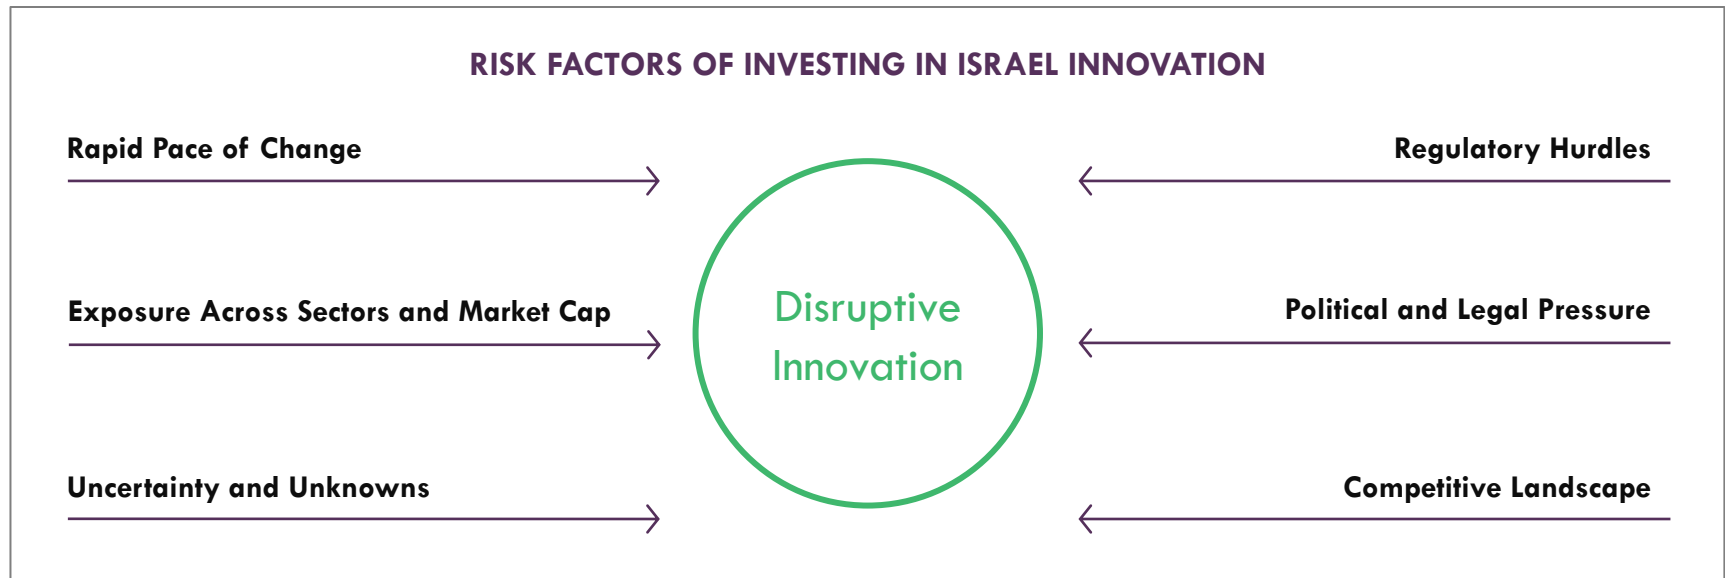 RISK FACTORS OF INVESTING IN ISRAEL INNOVATION
Rapid Pace of Change
Regulatory Hurdles
Exposure Across Sectors and Market Cap
Disruptive
Innovation
Political and Legal Pressure
Uncertainty and Unknowns
Competitive Landscape